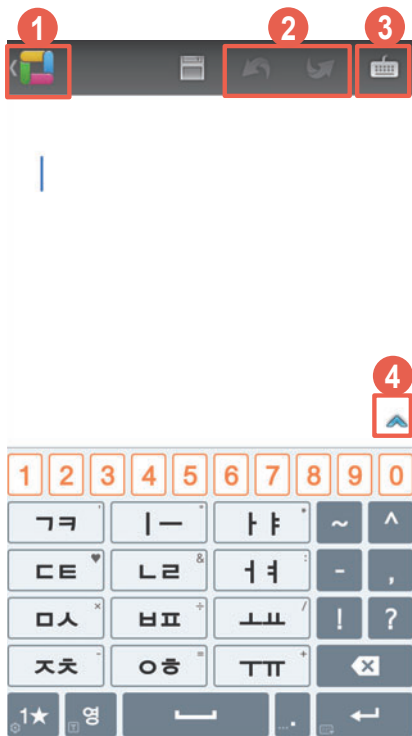 1 2 3
4
1 2 3 4 5 6 7 8 9 0
ㄱㅋ ' ㅣㅡ " ㅏㅑ * ~ ^
ㄷㅌ ♥ ㄴㄹ & ㅓㅕ : - ,
ㅁㅅ × ㅂㅍ ÷ ㅗㅛ / ! ?
ㅈㅊ - ㅇㅎ = ㅜㅠ +
1★ 영 ... .